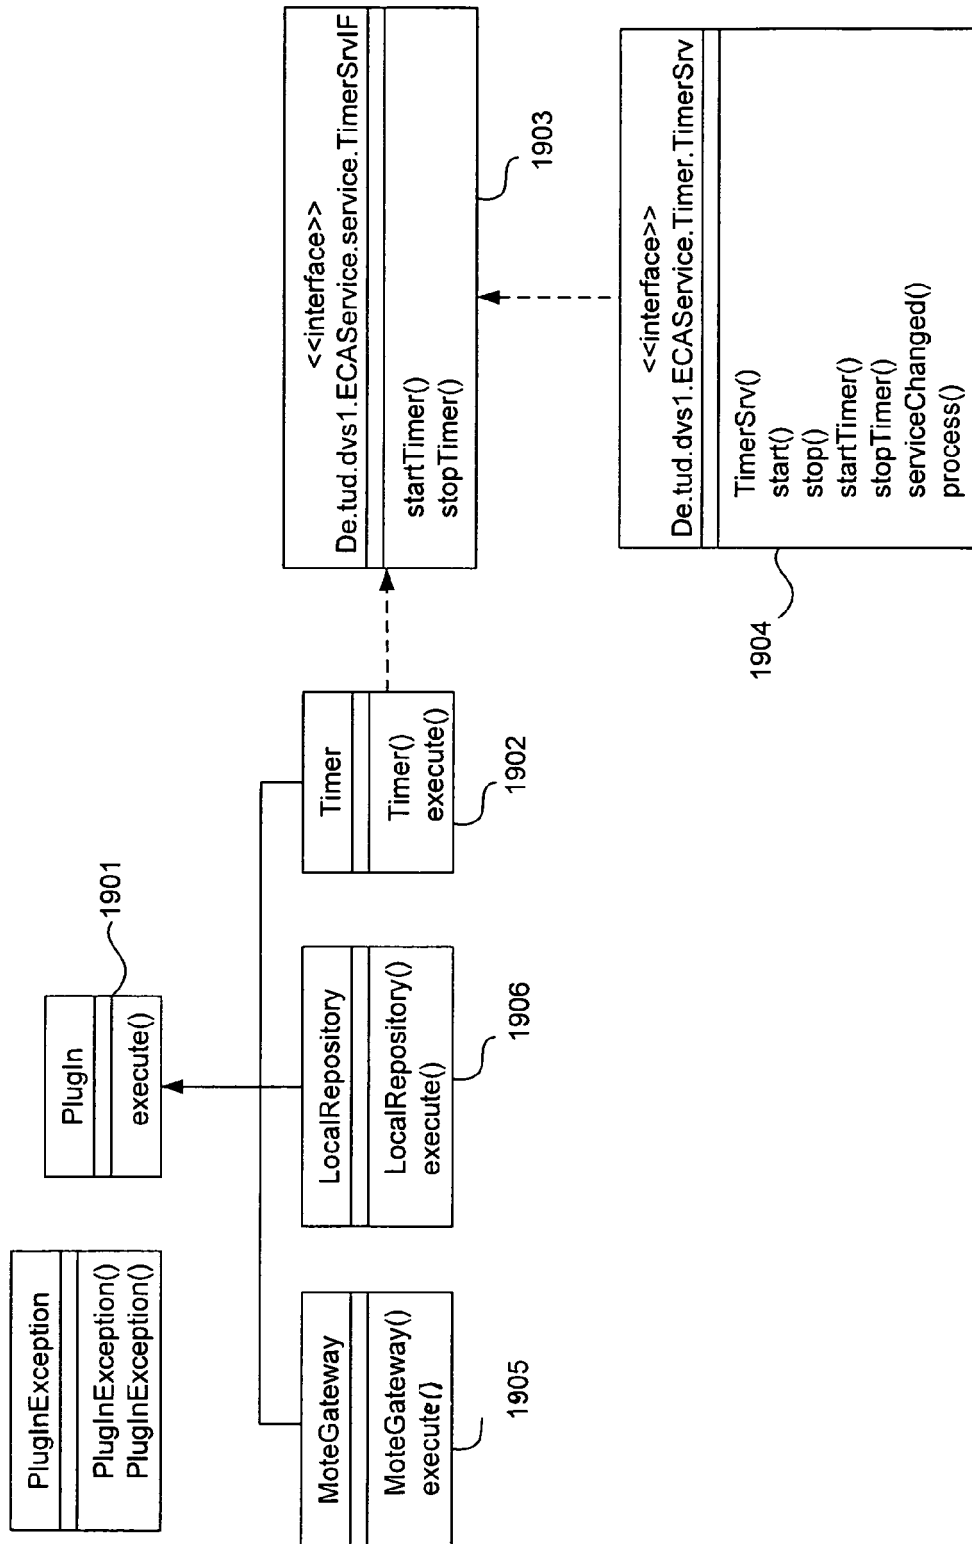 PlugInException
PlugInException()
PlugInException()
PlugIn
execute()
1901
MoteGateway
MoteGateway()
execute()
1905
LocalRepository
LocalRepository()
execute()
1906
Timer
Timer()
execute()
1902
<<interface>>
De.tud.dvs1.ECAService.service.TimerSrvIF
startTimer()
stopTimer()
1903
<<interface>>
De.tud.dvs1.ECAService.Timer.TimerSrv
TimerSrv()
start()
stop()
startTimer()
stopTimer()
serviceChanged()
process()
1904